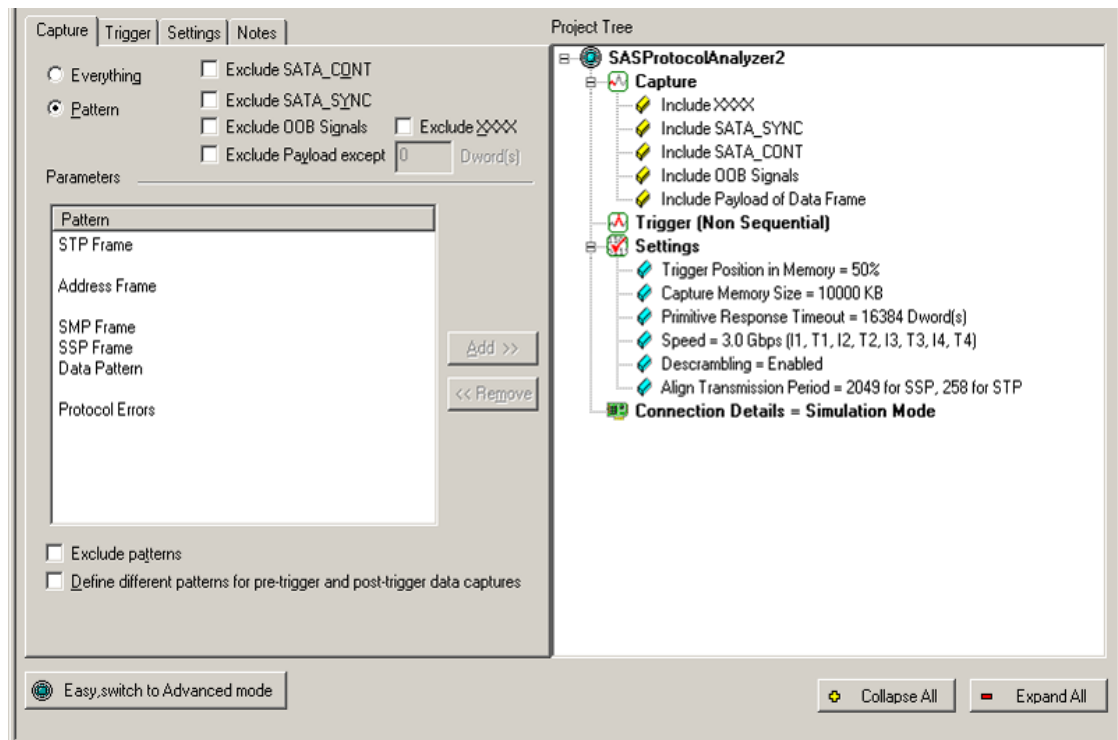 Capture Trigger Settings Notes
Everything
Pattern
Exclude SATA_CONT
Exclude SATA_SYNC
Exclude OOB Signals Exclude XXXX
Exclude Payload except 0 Dword(s)
Parameters
Pattern
STP Frame
Address Frame
SMP Frame
SSP Frame
Data Pattern
Protocol Errors
Add >>
<< Remove
Exclude patterns
Define different patterns for pre-trigger and post-trigger data captures
Easy,switch to Advanced mode
Project Tree
SASProtocolAnalyzer2
Capture
Include XXXX
Include SATA_SYNC
Include SATA_CONT
Include OOB Signals
Include Payload of Data Frame
Trigger (Non Sequential)
Settings
Trigger Position in Memory = 50%
Capture Memory Size = 10000 KB
Primitive Response Timeout = 16384 Dword(s)
Speed = 3.0 Gbps (I1, T1, I2, T2, I3, T3, I4, T4)
Descrambling = Enabled
Align Transmission Period = 2049 for SSP, 258 for STP
Connection Details = Simulation Mode
Collapse All Expand All